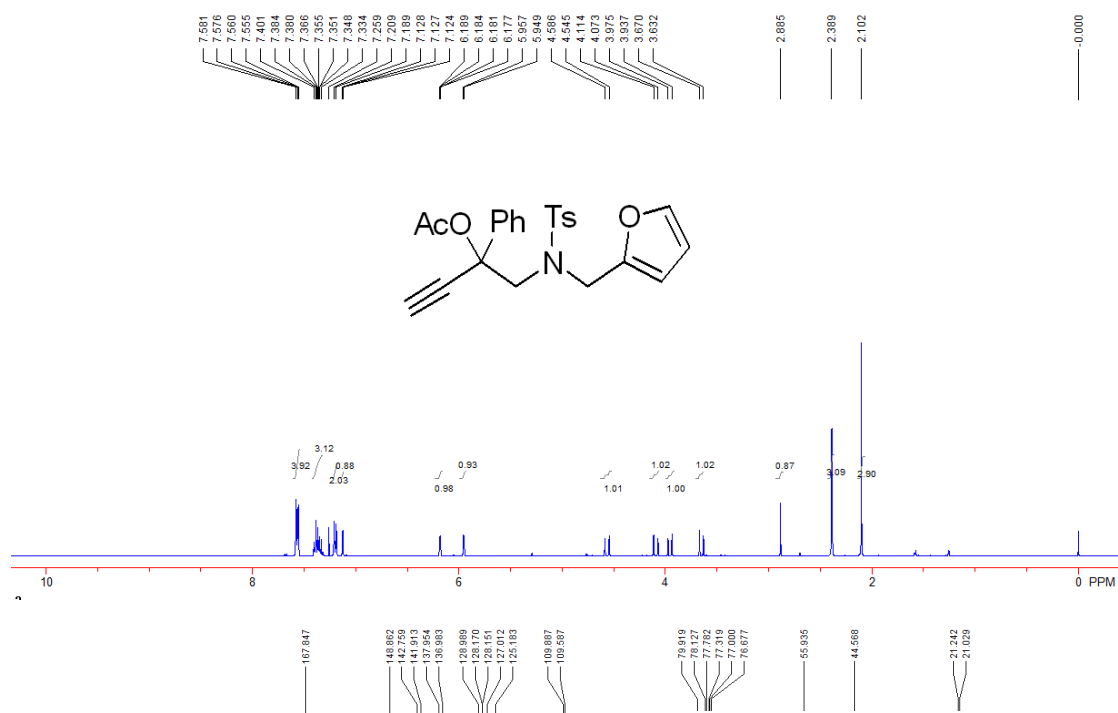 7.581 7.576 7.560 7.555 7.401 7.384 7.380 7.366 7.355 7.351 7.348 7.334 7.259 7.209 7.189 7.128 7.127 7.124 6.189 6.184 6.181 6.177 5.957 5.949 4.586 4.545 4.114 4.073 3.975 3.937 3.670 3.632 2.885 2.389 2.102 -0.000
AcO Ph Ts O
N
3.92 3.12 2.03 0.88 0.98 0.93 1.01 1.02 1.00 1.02 0.87 3.09 2.90
10 8 6 4 2 0 PPM
167.847 148.862 142.759 141.913 137.954 136.983 128.989 128.170 128.151 127.012 125.183 109.887 109.587 79.919 78.127 77.782 77.319 77.000 76.677 55.935 44.568 21.242 21.029